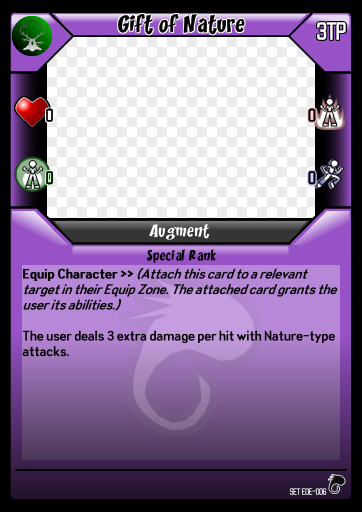 Gift of Nature
3TP
0
0
0
0
Augment
Special Rank
Equip Character >> (Attach this card to a relevant
target in their Equip Zone. The attached card grants the
user its abilities.)
The user deals 3 extra damage per hit with Nature-type
attacks.
SET EDE-006